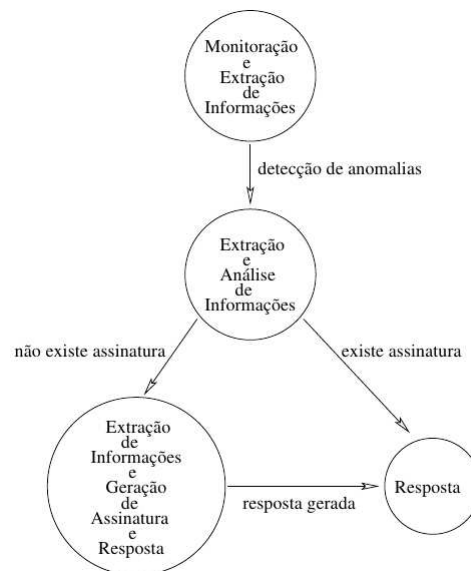 Monitoração
e
Extração
de
Informações
detecção de anomalias
Extração
e
Análise
de
Informações
não existe assinatura
existe assinatura
Extração
de
Informações
e
Geração
de
Assinatura
e
Resposta
resposta gerada
Resposta